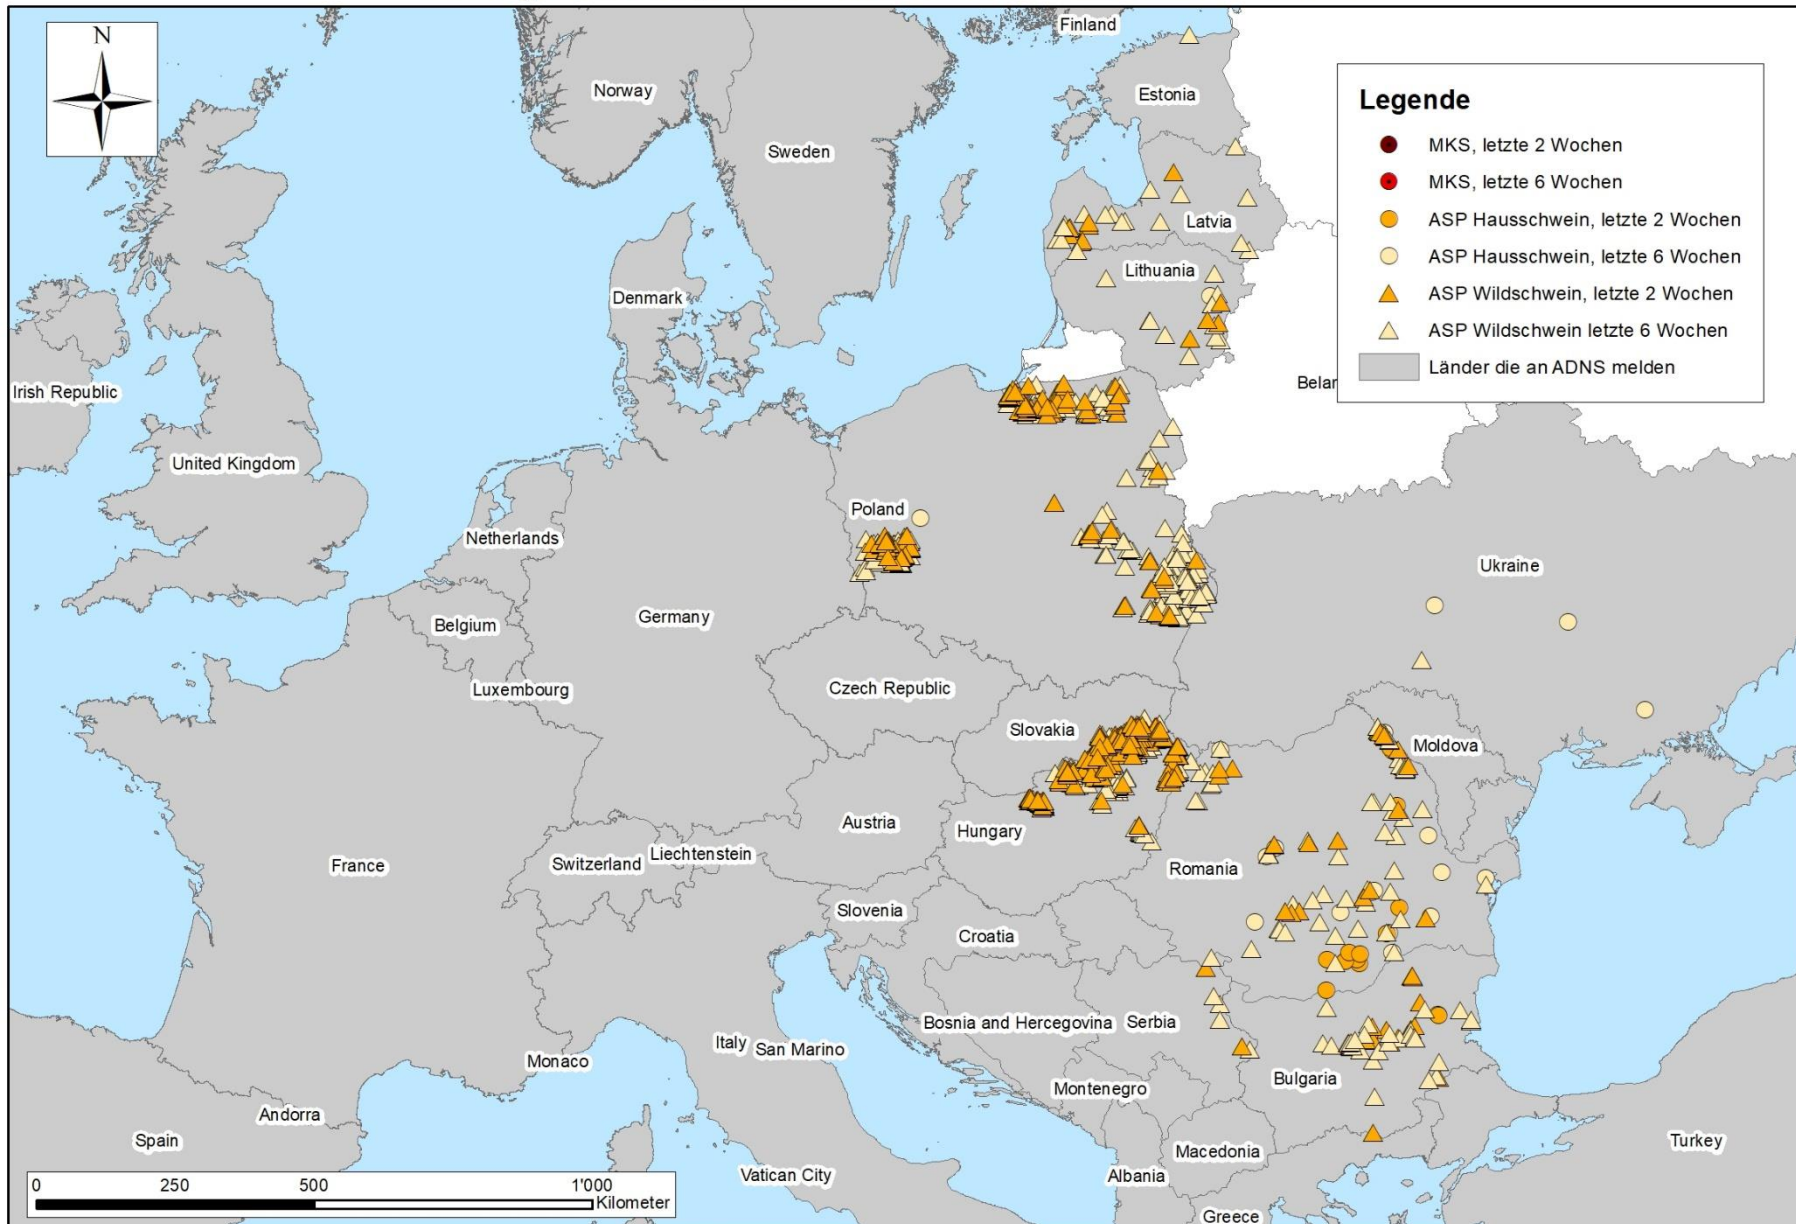 N
Finland
Norway
Estonia
Sweden
Latvia
Lithuania
Denmark
Irish Republic
United Kingdom
Belar
Poland
Netherlands
Ukraine
Germany
Belgium
Luxembourg
Czech Republic
Slovakia
Moldova
Austria
Hungary
Liechtenstein
Switzerland
France
Romania
Slovenia
Croatia
Bosnia and Hercegovina
Serbia
Italy
San Marino
Monaco
Montenegro
Bulgaria
Andorra
Spain
Macedonia
Turkey
Vatican City
Albania
Greece
Legende
MKS, letzte 2 Wochen
MKS, letzte 6 Wochen
ASP Hausschwein, letzte 2 Wochen
ASP Hausschwein, letzte 6 Wochen
ASP Wildschwein, letzte 2 Wochen
ASP Wildschwein letzte 6 Wochen
Länder die an ADNS melden
0 250 500 1'000
Kilometer